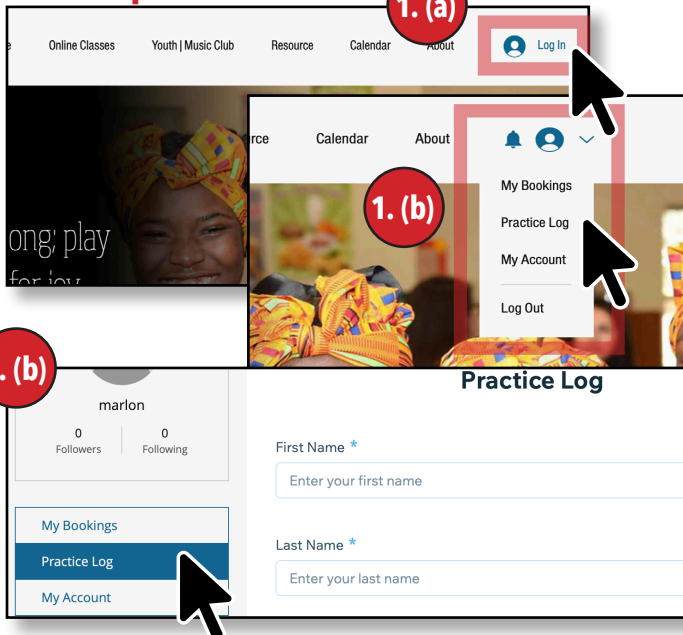 1. (a)
Online Classes Youth | Music Club Resource Calendar About Log In
ong; play
for joy
Calendar About
1. (b)
My Bookings
Practice Log
My Account
Log Out
. (b)
marlon
0 0
Followers Following
My Bookings
Practice Log
My Account
Practice Log
First Name *
Enter your first name
Last Name *
Enter your last name